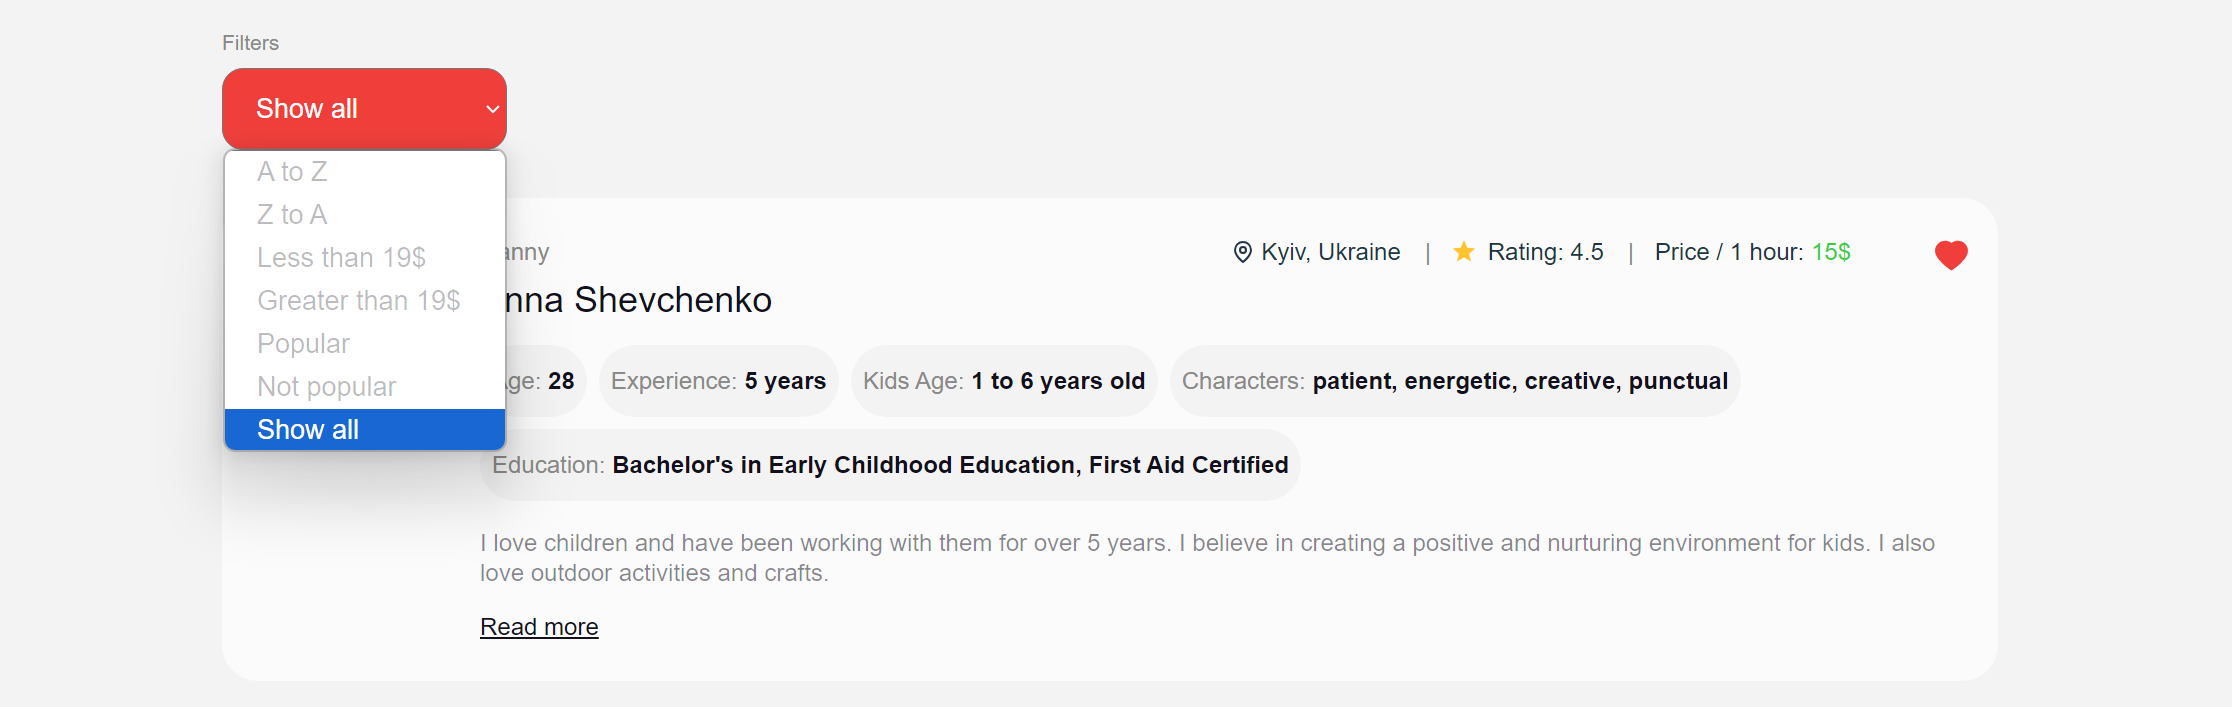 Filters
Show all
A to Z
Z to A
Less than 19$
Greater than 19$
Popular
Not popular
Show all
anny
Kyiv, Ukraine | Rating: 4.5 | Price / 1 hour: 15$
nna Shevchenko
ge: 28
Experience: 5 years
Kids Age: 1 to 6 years old
Characters: patient, energetic, creative, punctual
Education: Bachelor's in Early Childhood Education, First Aid Certified
I love children and have been working with them for over 5 years. I believe in creating a positive and nurturing environment for kids. I also
love outdoor activities and crafts.
Read more